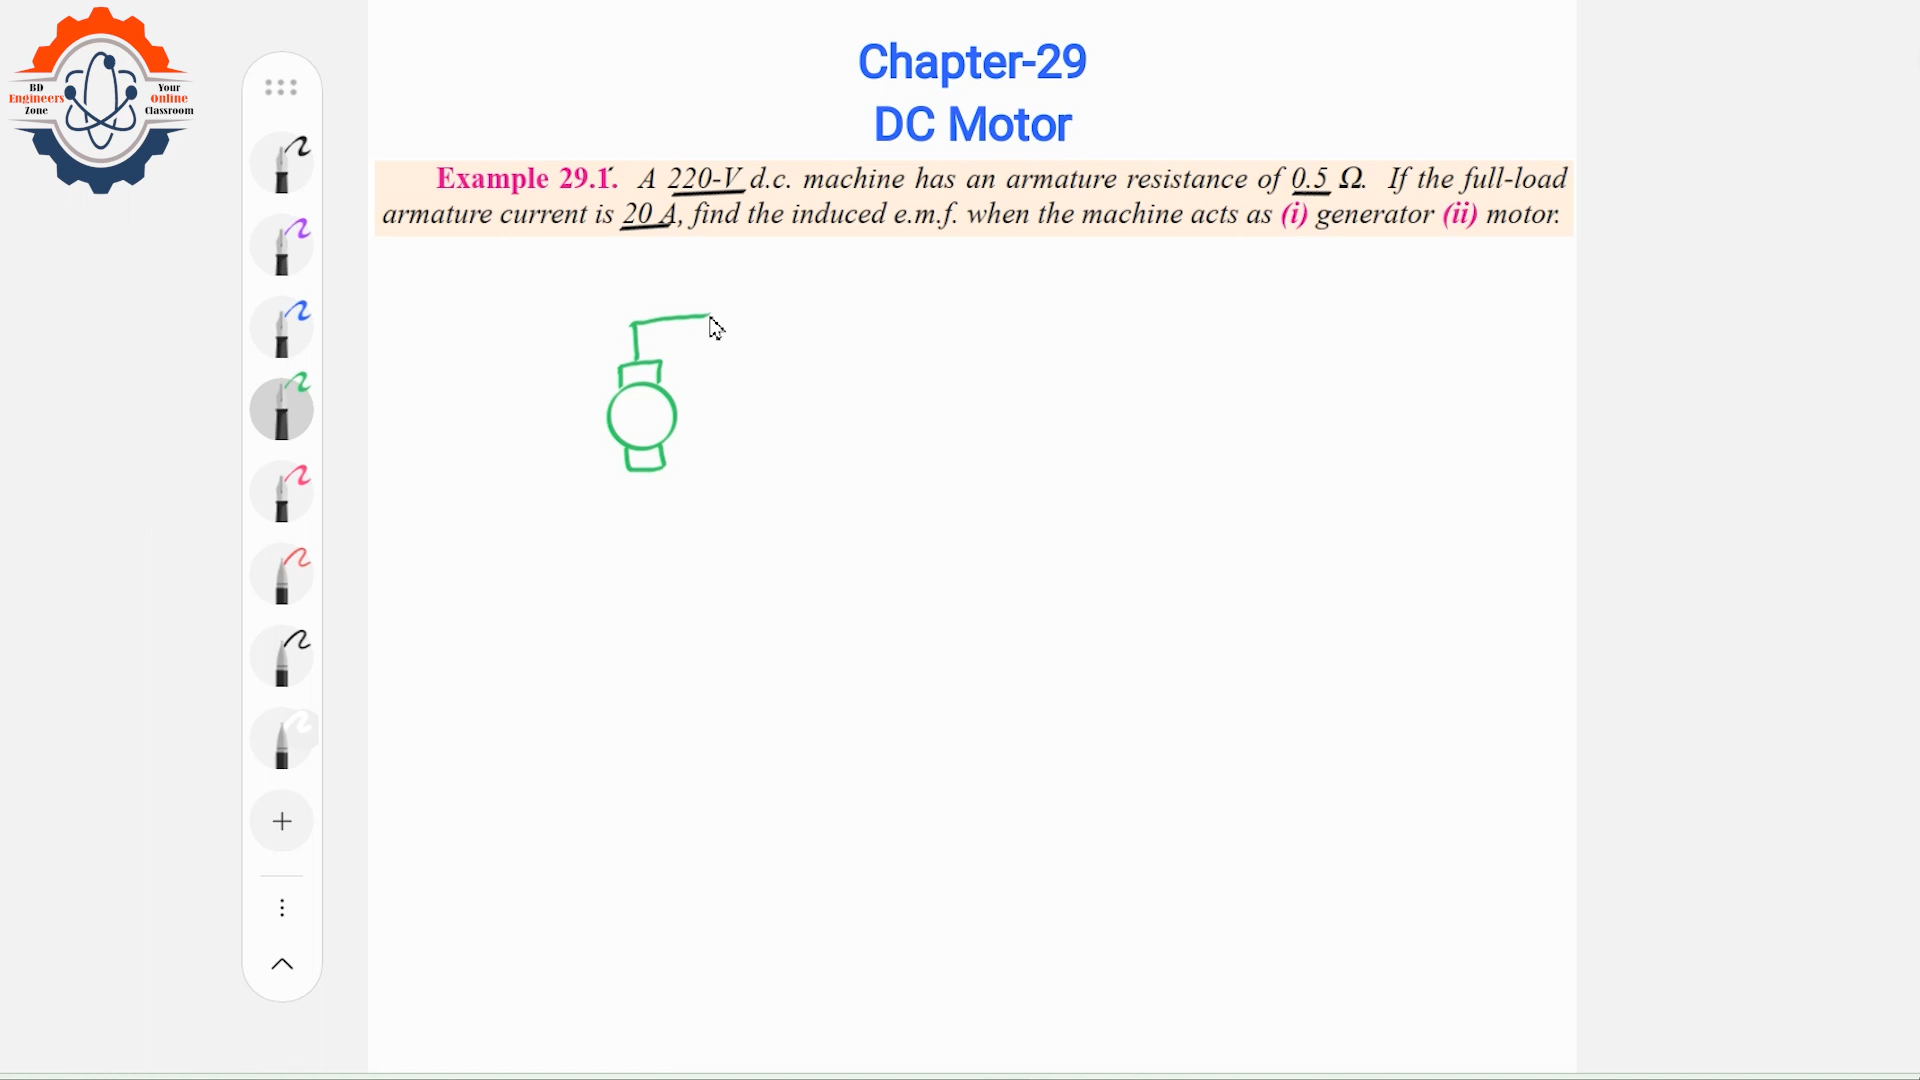 BD
Engineers
Zone
Your
Online
Classroom
Chapter-29
DC Motor
Example 29.1. A 220-V d.c. machine has an armature resistance of 0.5 Ω. If the full-load
armature current is 20 A, find the induced e.m.f. when the machine acts as (i) generator (ii) motor.